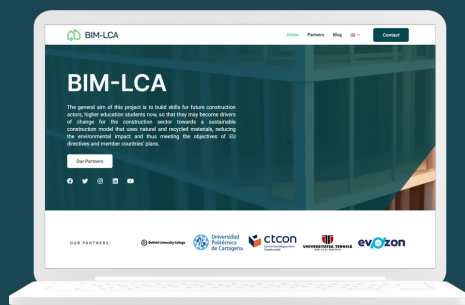 BIM-LCA
Home Partners Blog Contact
BIM-LCA
The general aim of this project is to build skills for future construction
actors, higher education students now, so that they may become drivers
of change for the construction sector towards a sustainable
construction model that uses natural and recycled materials, reducing
the environmental impact and thus meeting the objectives of EU
directives and member countries' plans.
Our Partners
OUR PARTNERS:
Belfield University College
Universidad
Politécnica
de Cartagena
ctcon
UNIVERSITATEA TEHNICA
evozon